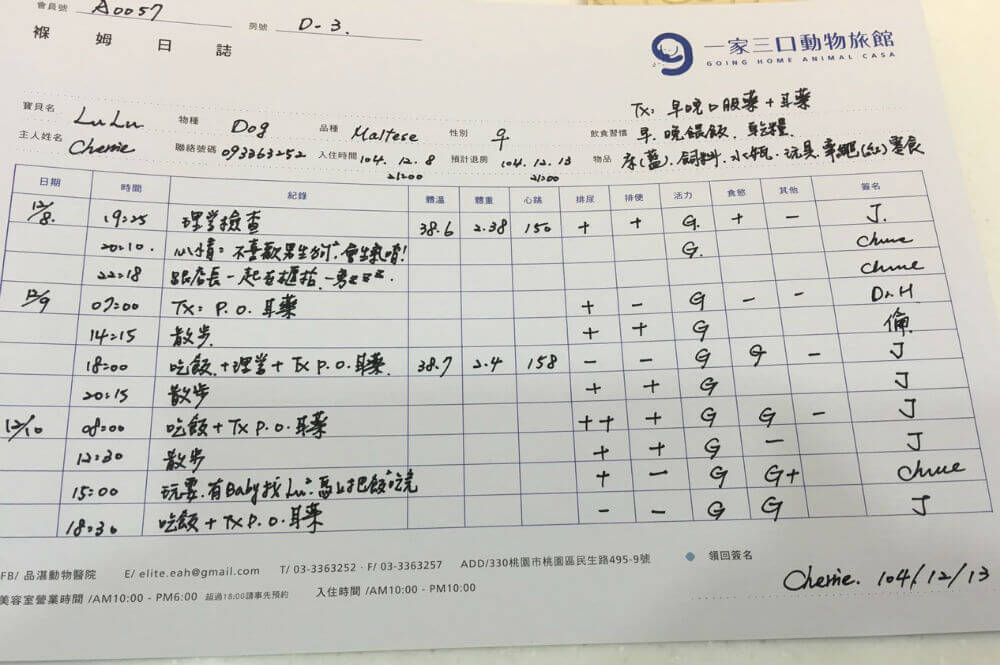 會員號 A0057 房號 D-3.
褓姆日誌
一家三口動物旅館
GOING HOME ANIMAL CASA
Tx: 早晚口服藥+耳藥
寶貝名 LuLu 物種 Dog 品種 Maltese 性別 ♀ 飲食習慣 早.晚餵飯.乾糧.
主人姓名 Cherrie 聯絡號碼 093363252 入住時間 104.12.8 21:00 預計退房 104.12.13 21:00 物品 床(藍).飼料.水瓶.玩具.牽繩(紅)零食
日期 時間 紀錄 體溫 體重 心跳 排尿 排便 活力 食慾 其他 簽名
12/8. 19:25 理學檢查 38.6 2.38 150 + + G. + - J.
20:10. 心情: 不喜歡男生, 會生氣唷! G.
22:18 跟店長一起在櫃抬
12/9 07:00 Tx: P.O. 耳藥 + - G - - Dr.H
14:15 散步. + + G 倫
18:00 吃飯.+理學+Tx P.O.耳藥. 38.7 2.4 158 - - G G - J
20:15 散步 + + G J
12/10 08:00 吃飯+Tx P.O.耳藥 ++ + G G - J
12:30 散步 + + G - J
15:00 玩耍.有Baby找Lu 馬上把飯吃完 + - G G+
18:30 吃飯+Tx P.O.耳藥 - - G G J
FB/ 品湛動物醫院 E/ elite.eah@gmail.com T/ 03-3363252 · F/ 03-3363257 ADD/330桃園市桃園區民生路495-9號 領回簽名
美容室營業時間 /AM10:00 - PM6:00 超過18:00請事先預約 入住時間 /AM10:00 - PM10:00
Cherrie. 104/12/13